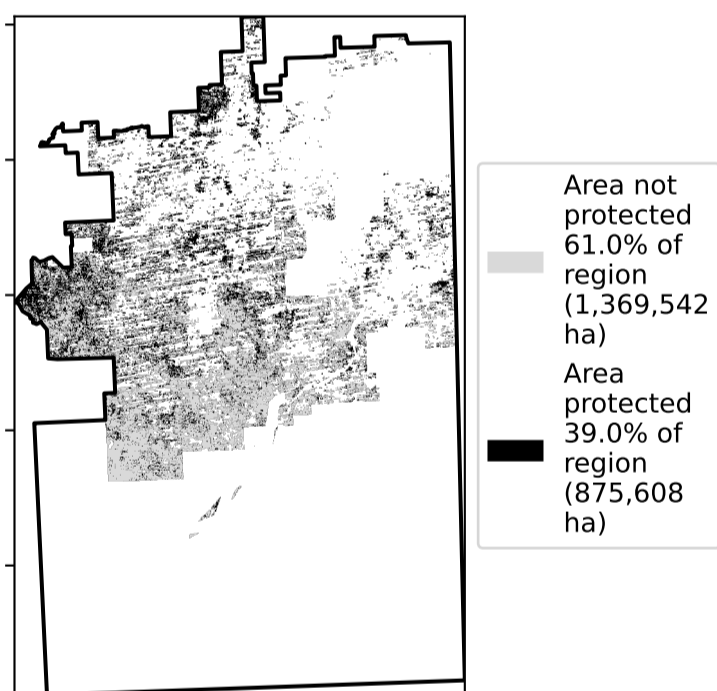 Area not
protected
61.0% of
region
(1,369,542
ha)
Area
protected
39.0% of
region
(875,608
ha)